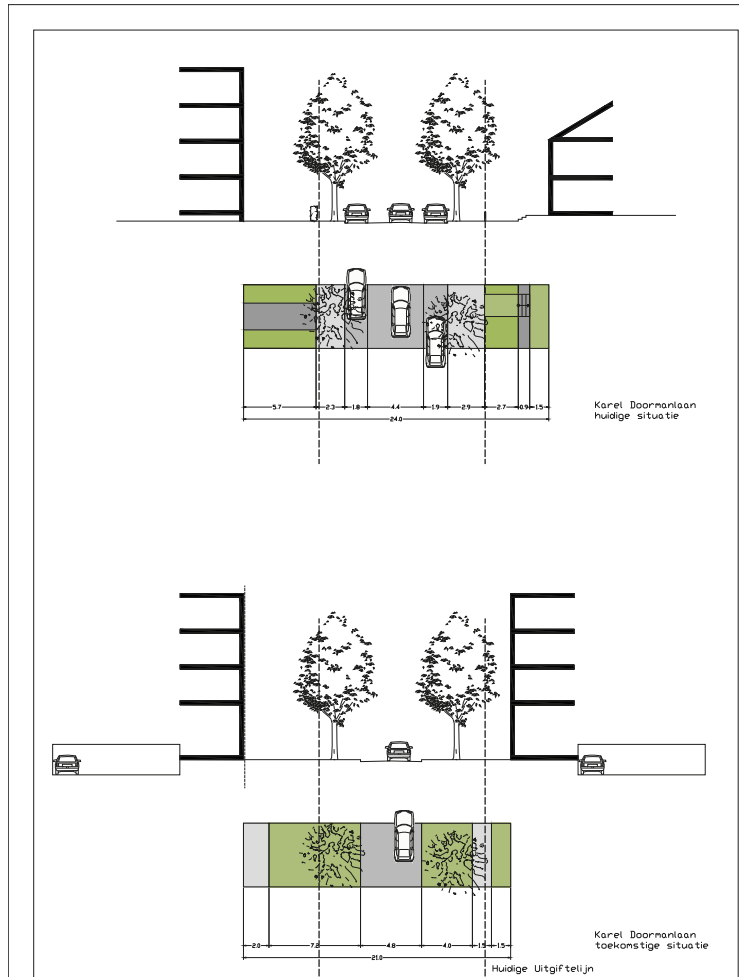 5.7 2.3 1.8 4.4 1.9 2.9 2.7 0.9 1.5
24.0
Karel Doormanlaan
huidige situatie
2.0 7.2 4.8 4.0 1.5 1.5
21.0
Karel Doormanlaan
toekomstige situatie
Huidige Uitgiftelijn